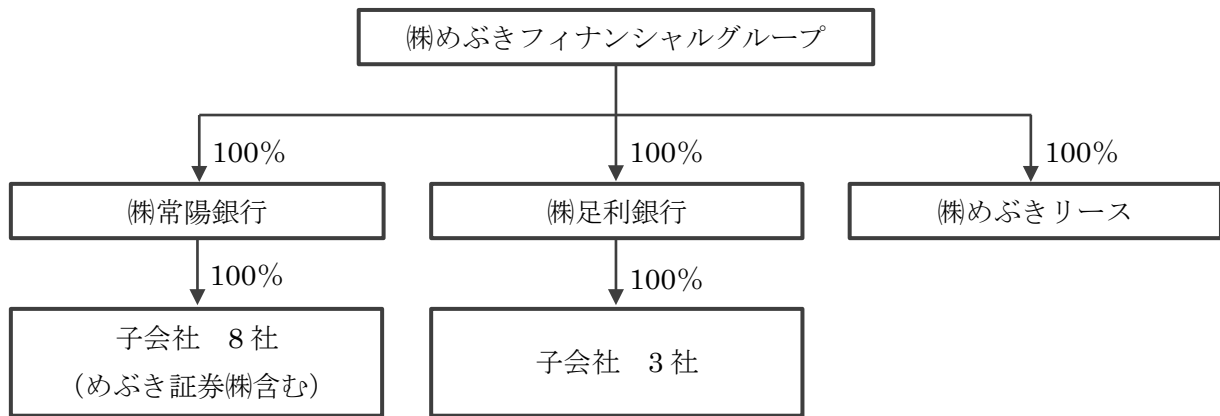 ㈱めぶきフィナンシャルグループ
100%
100%
100%
㈱常陽銀行
㈱足利銀行
㈱めぶきリース
100%
100%
子会社　8社
（めぶき証券㈱含む）
子会社　3社